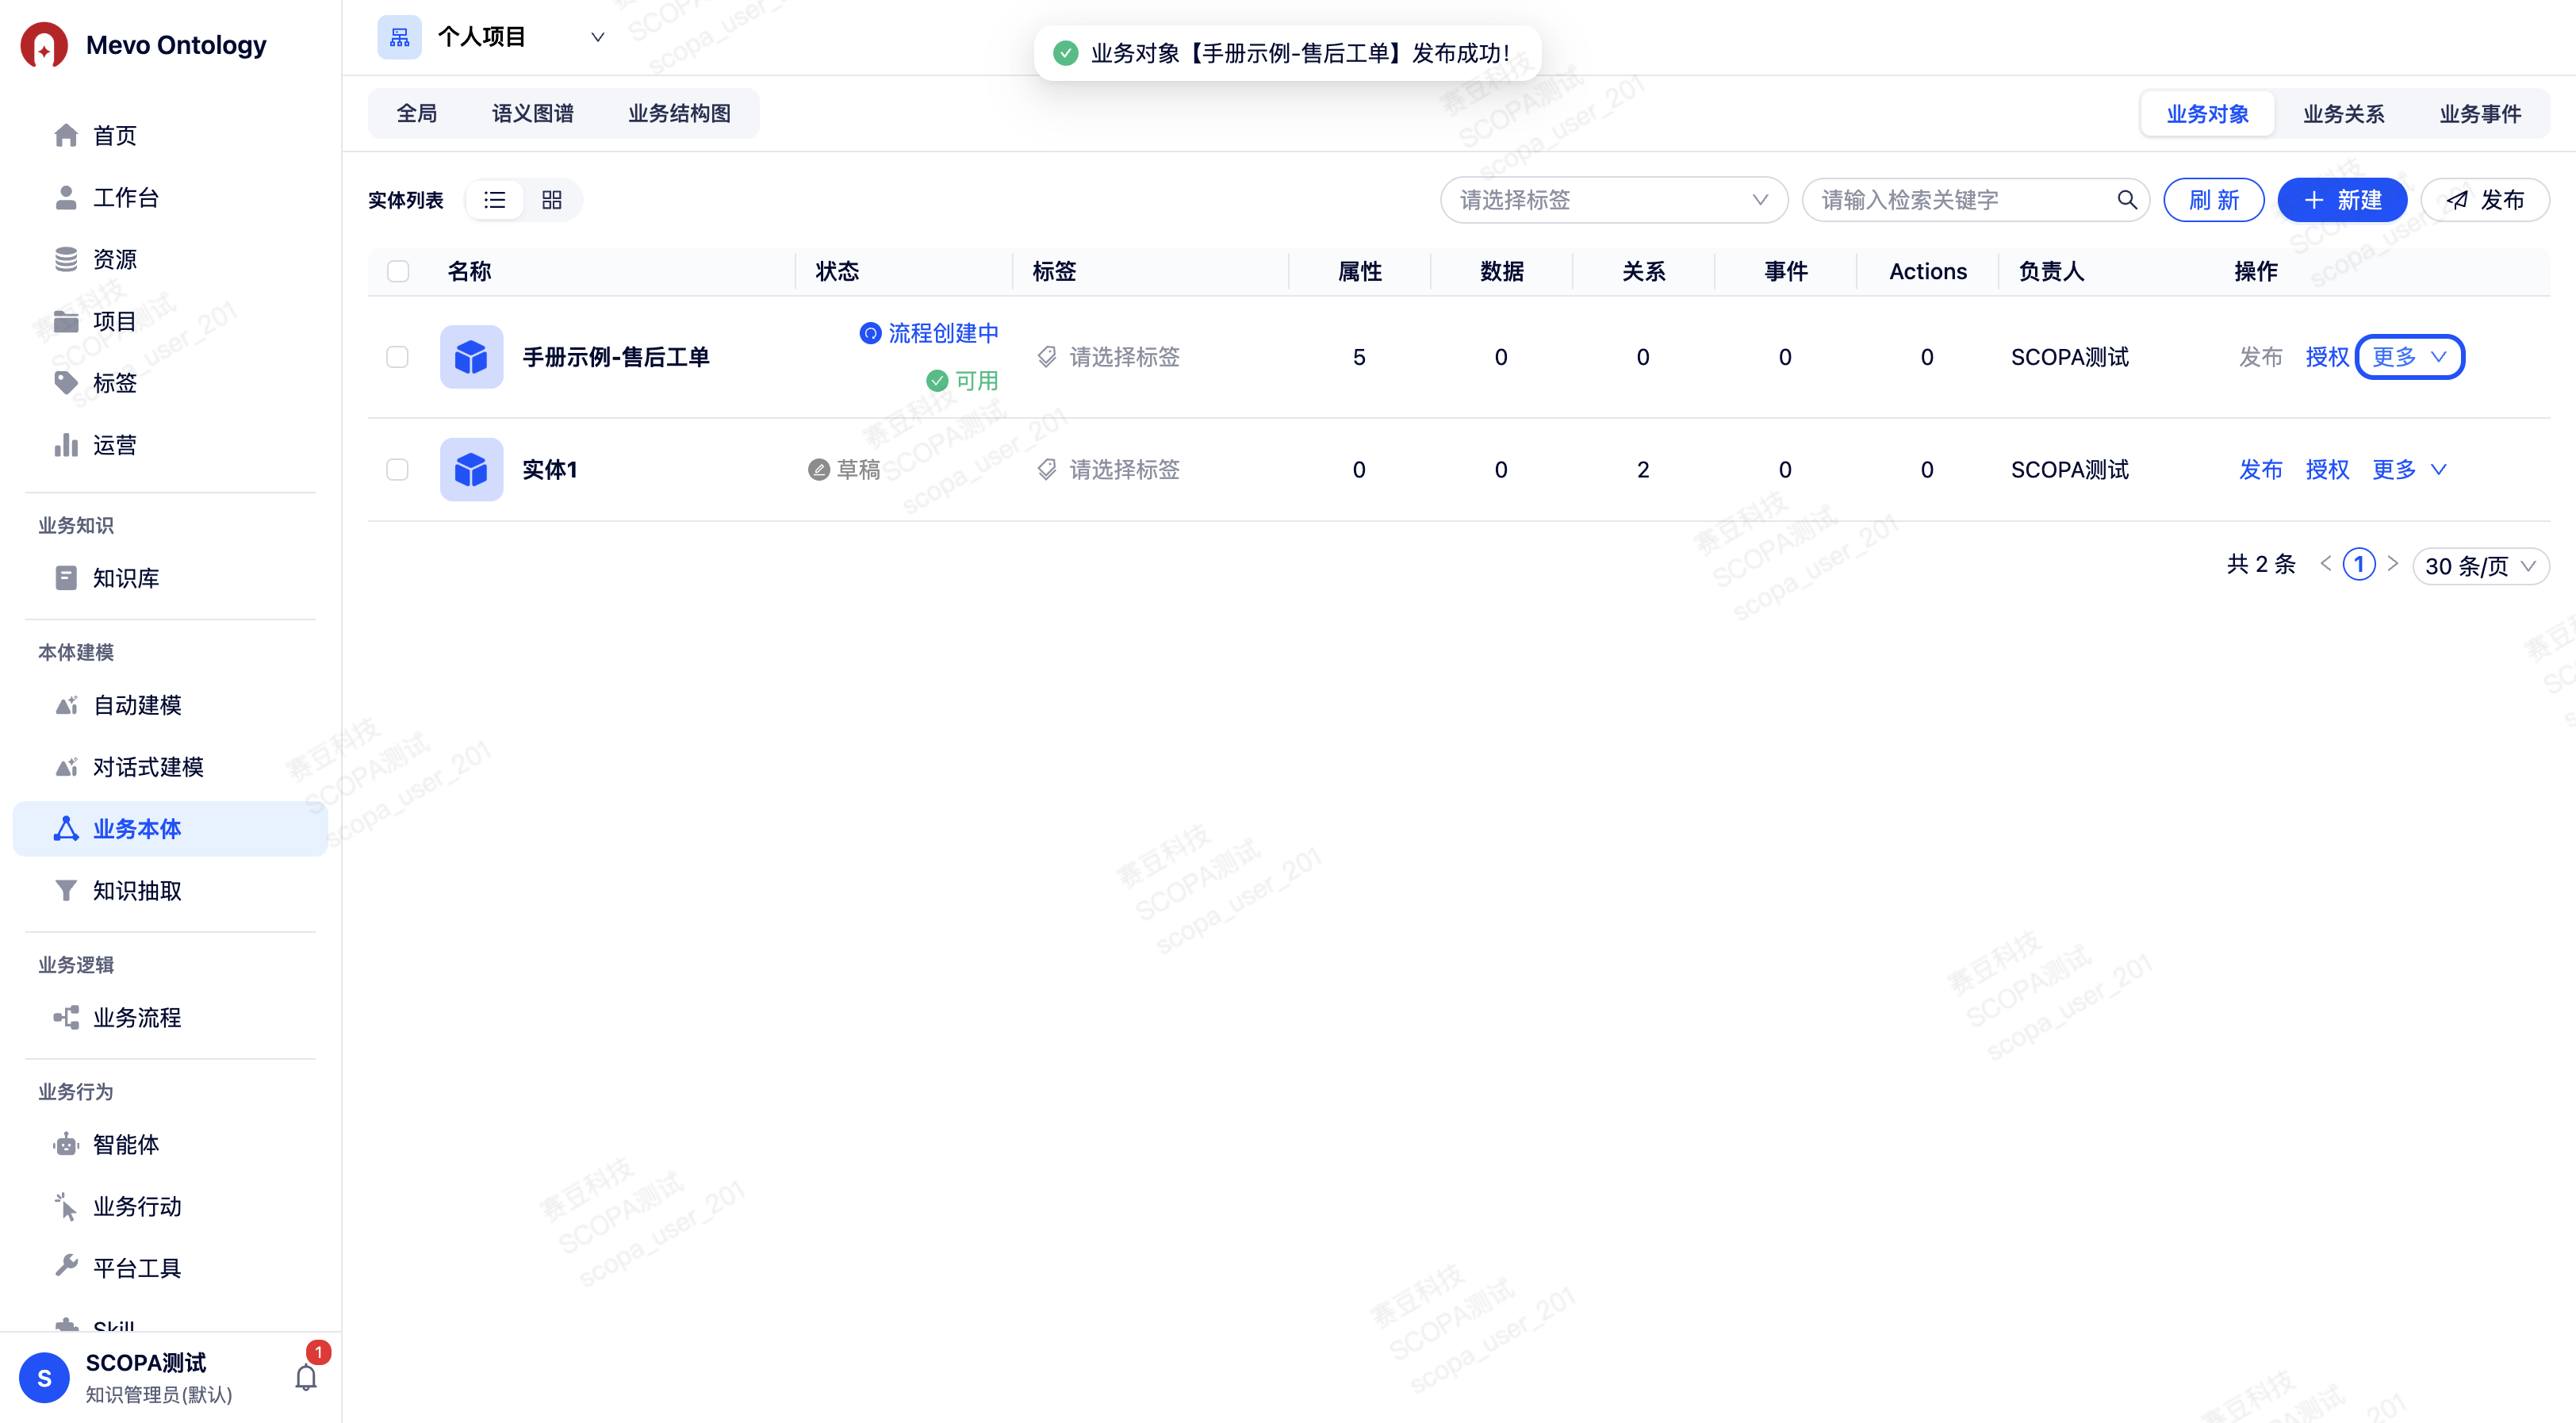 Mevo Ontology
首页
工作台
资源
项目
标签
运营
业务知识
知识库
本体建模
自动建模
对话式建模
业务本体
知识抽取
业务逻辑
业务流程
业务行为
智能体
业务行动
平台工具
Skill
S
SCOPA测试
知识管理员(默认)
1
个人项目
业务对象【手册示例-售后工单】发布成功!
全局 语义图谱 业务结构图
业务对象 业务关系 业务事件
实体列表
请选择标签 请输入检索关键字 刷 新 新建 发布
名称 状态 标签 属性 数据 关系 事件 Actions 负责人 操作
手册示例-售后工单 流程创建中 可用 请选择标签 5 0 0 0 0 SCOPA测试 发布 授权 更多
实体1 草稿 请选择标签 0 0 2 0 0 SCOPA测试 发布 授权 更多
共 2 条 1 30 条/页
赛豆科技
SCOPA测试
scopa_user_201